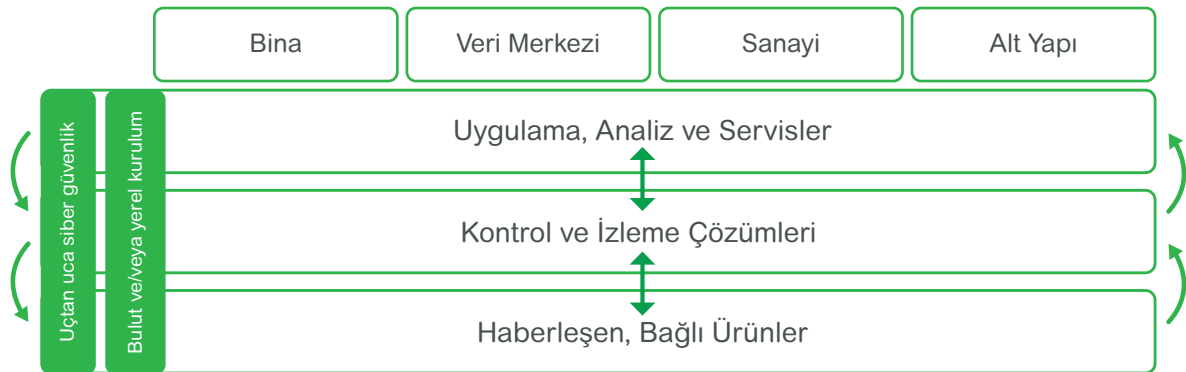 Bina
Veri Merkezi
Sanayi
Alt Yapı
Uçtan uca siber güvenlik
Bulut ve/veya yerel kurulum
Uygulama, Analiz ve Servisler
Kontrol ve İzleme Çözümleri
Haberleşen, Bağlı Ürünler